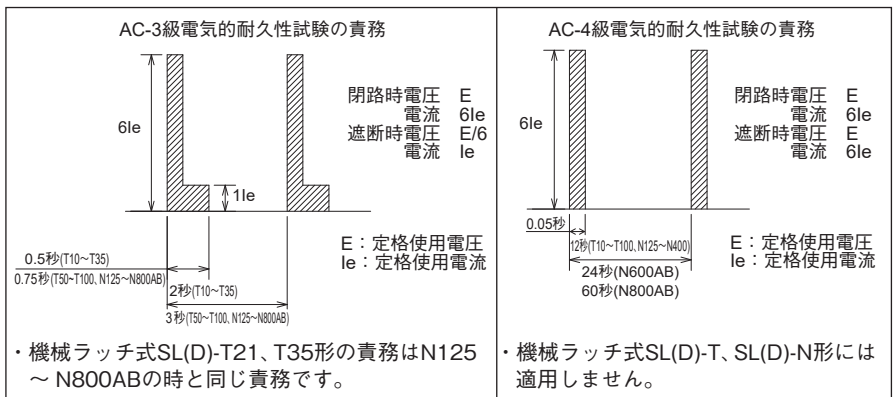 AC-3級電気的耐久性試験の責務
6Ie
閉路時電圧 E
電流 6Ie
遮断時電圧 E/6
電流 Ie
1Ie
E：定格使用電圧
Ie：定格使用電流
0.5秒(T10～T35)
0.75秒(T50~T100、N125～N800AB)
2秒(T10～T35)
3秒(T50～T100、N125～N800AB)
・機械ラッチ式SL(D)-T21、T35形の責務はN125
～N800ABの時と同じ責務です。
AC-4級電気的耐久性試験の責務
6Ie
閉路時電圧 E
電流 6Ie
遮断時電圧 E
電流 6Ie
0.05秒
12秒(T10～T100、N125～N400)
24秒(N600AB)
60秒(N800AB)
E：定格使用電圧
Ie：定格使用電流
・機械ラッチ式SL(D)-T、SL(D)-N形には
適用しません。